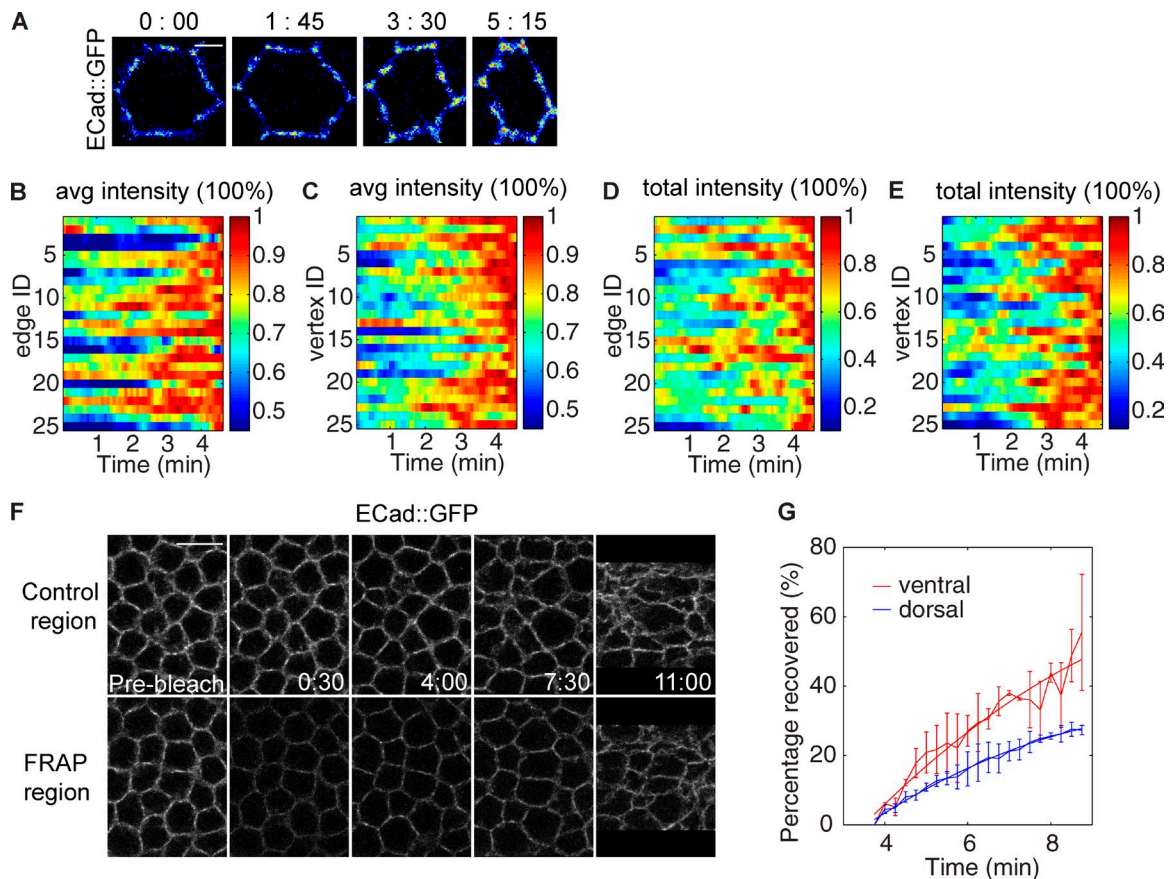 A
0 : 00
1 : 45
3 : 30
5 : 15
ECad::GFP
B
avg intensity (100%)
edge ID
5
10
15
20
25
1 2 3 4
Time (min)
1
0.9
0.8
0.7
0.6
0.5
C
avg intensity (100%)
vertex ID
5
10
15
20
25
1 2 3 4
Time (min)
1
0.9
0.8
0.7
0.6
0.5
D
total intensity (100%)
edge ID
5
10
15
20
25
1 2 3 4
Time (min)
1
0.8
0.6
0.4
0.2
E
total intensity (100%)
vertex ID
5
10
15
20
25
1 2 3 4
Time (min)
1
0.8
0.6
0.4
0.2
F
ECad::GFP
Control
region
Pre-bleach
0:30
4:00
7:30
11:00
FRAP
region
G
Percentage recovered (%)
80
60
40
20
0
ventral
dorsal
4 6 8
Time (min)